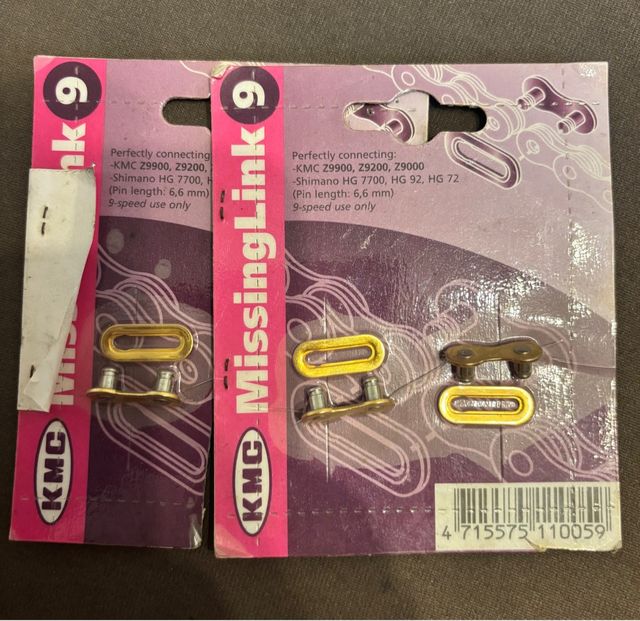 9
MissingLink
KMC
Perfectly connecting:
-KMC Z9900, Z9200,
-Shimano HG 7700, H
(Pin length: 6,6 mm)
9-speed use only
9
MissingLink
KMC
Perfectly connecting:
-KMC Z9900, Z9200, Z9000
-Shimano HG 7700, HG 92, HG 72
(Pin length: 6,6 mm)
9-speed use only
4 715575 110059